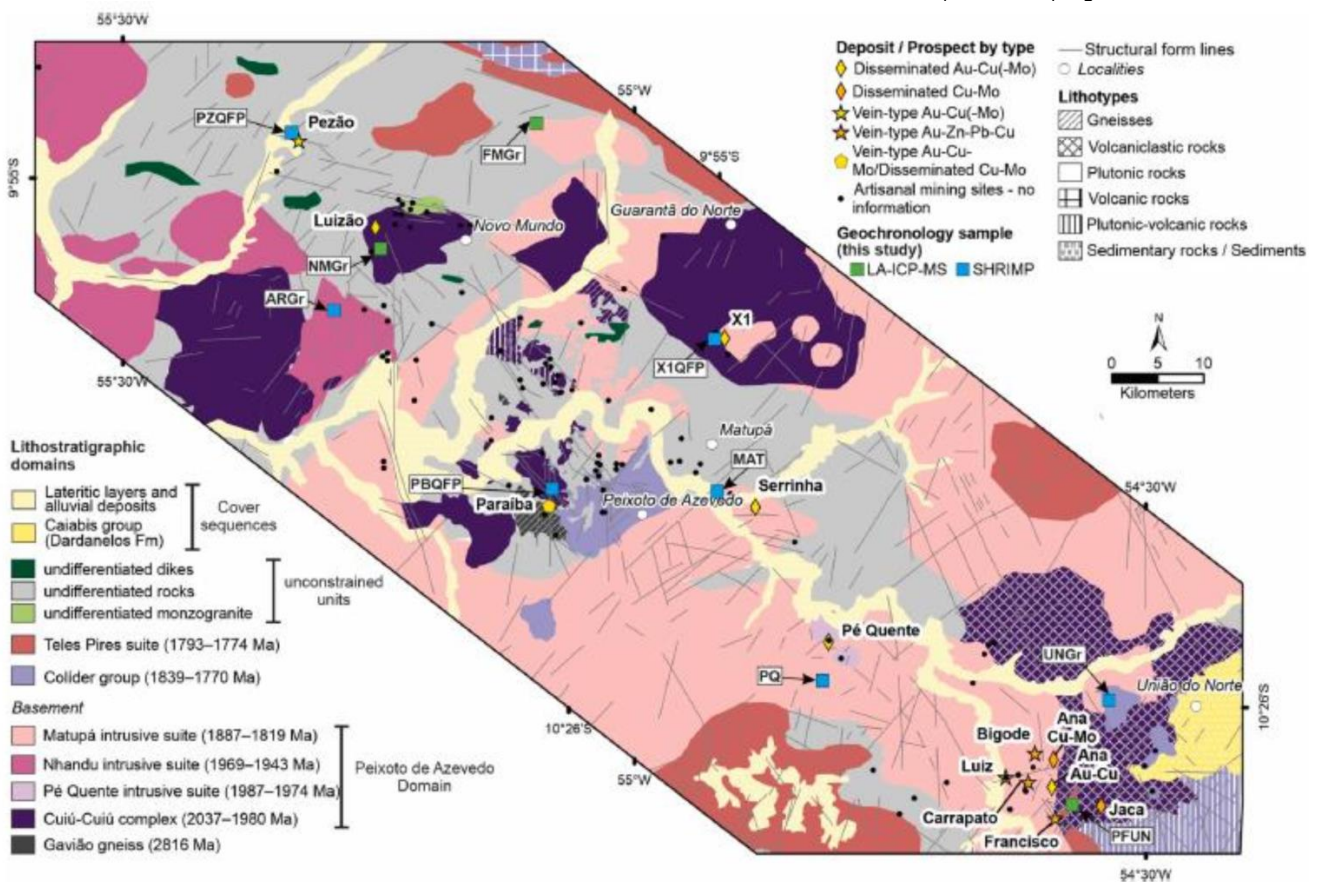 55°30'W
55°W
9°55'S
9°55'S
Deposit / Prospect by type
Disseminated Au-Cu(-Mo)
Disseminated Cu-Mo
Vein-type Au-Cu(-Mo)
Vein-type Au-Zn-Pb-Cu
Vein-type Au-Cu-
Mo/Disseminated Cu-Mo
Artisanal mining sites - no
information
Geochronology sample
(this study)
LA-ICP-MS
SHRIMP
Structural form lines
Localities
Lithotypes
Gneisses
Volcaniclastic rocks
Plutonic rocks
Volcanic rocks
Plutonic-volcanic rocks
Sedimentary rocks / Sediments
N
0 5 10
Kilometers
PZQFP
Pezão
FMGr
Luizão
Novo Mundo
Guarantã do Norte
NMGr
ARGr
X1
X1QFP
55°30'W
Matupá
MAT
PBQFP
Paraíba
Peixoto de Azevedo
Serrinha
54°30'W
Pé Quente
PQ
UNGr
União do Norte
10°26'S
10°26'S
55°W
Bigode
Ana
Cu-Mo
Ana
Au-Cu
Luiz
Carrapato
Jaca
Francisco
PFUN
54°30'W
Lithostratigraphic
domains
Lateritic layers and
alluvial deposits
Caiabis group
(Dardanelos Fm)
Cover
sequences
undifferentiated dikes
undifferentiated rocks
undifferentiated monzogranite
unconstrained
units
Teles Pires suite (1793–1774 Ma)
Colíder group (1839–1770 Ma)
Basement
Matupá intrusive suite (1887–1819 Ma)
Nhandu intrusive suite (1969–1943 Ma)
Pé Quente intrusive suite (1987–1974 Ma)
Cuiú-Cuiú complex (2037–1980 Ma)
Peixoto de Azevedo
Domain
Gavião gneiss (2816 Ma)